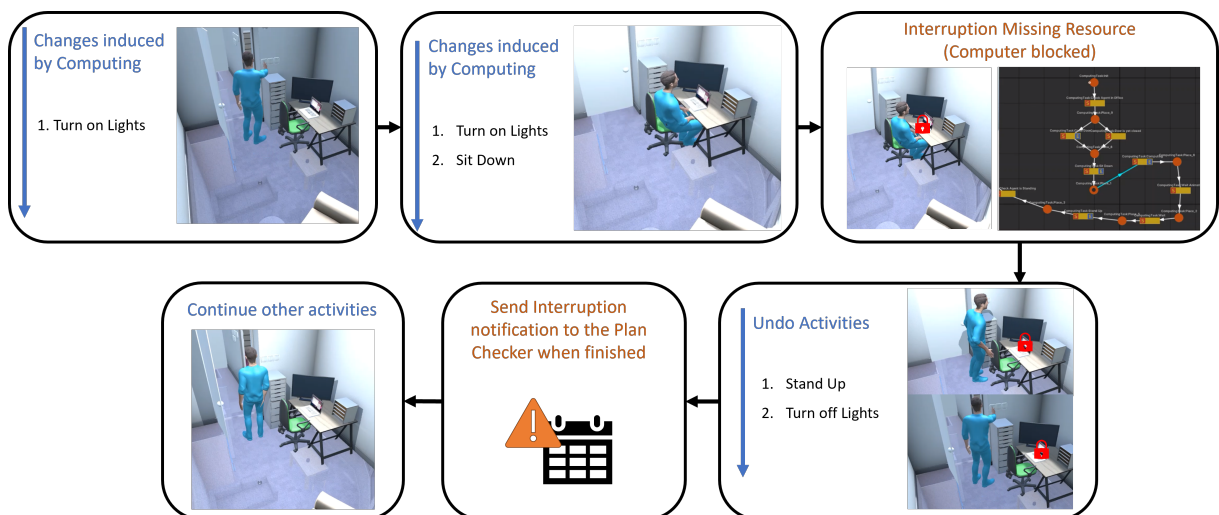 Changes induced
by Computing
1. Turn on Lights
Changes induced
by Computing
1. Turn on Lights
2. Sit Down
Interruption Missing Resource
(Computer blocked)
Undo Activities
1. Stand Up
2. Turn off Lights
Send Interruption
notification to the Plan
Checker when finished
Continue other activities